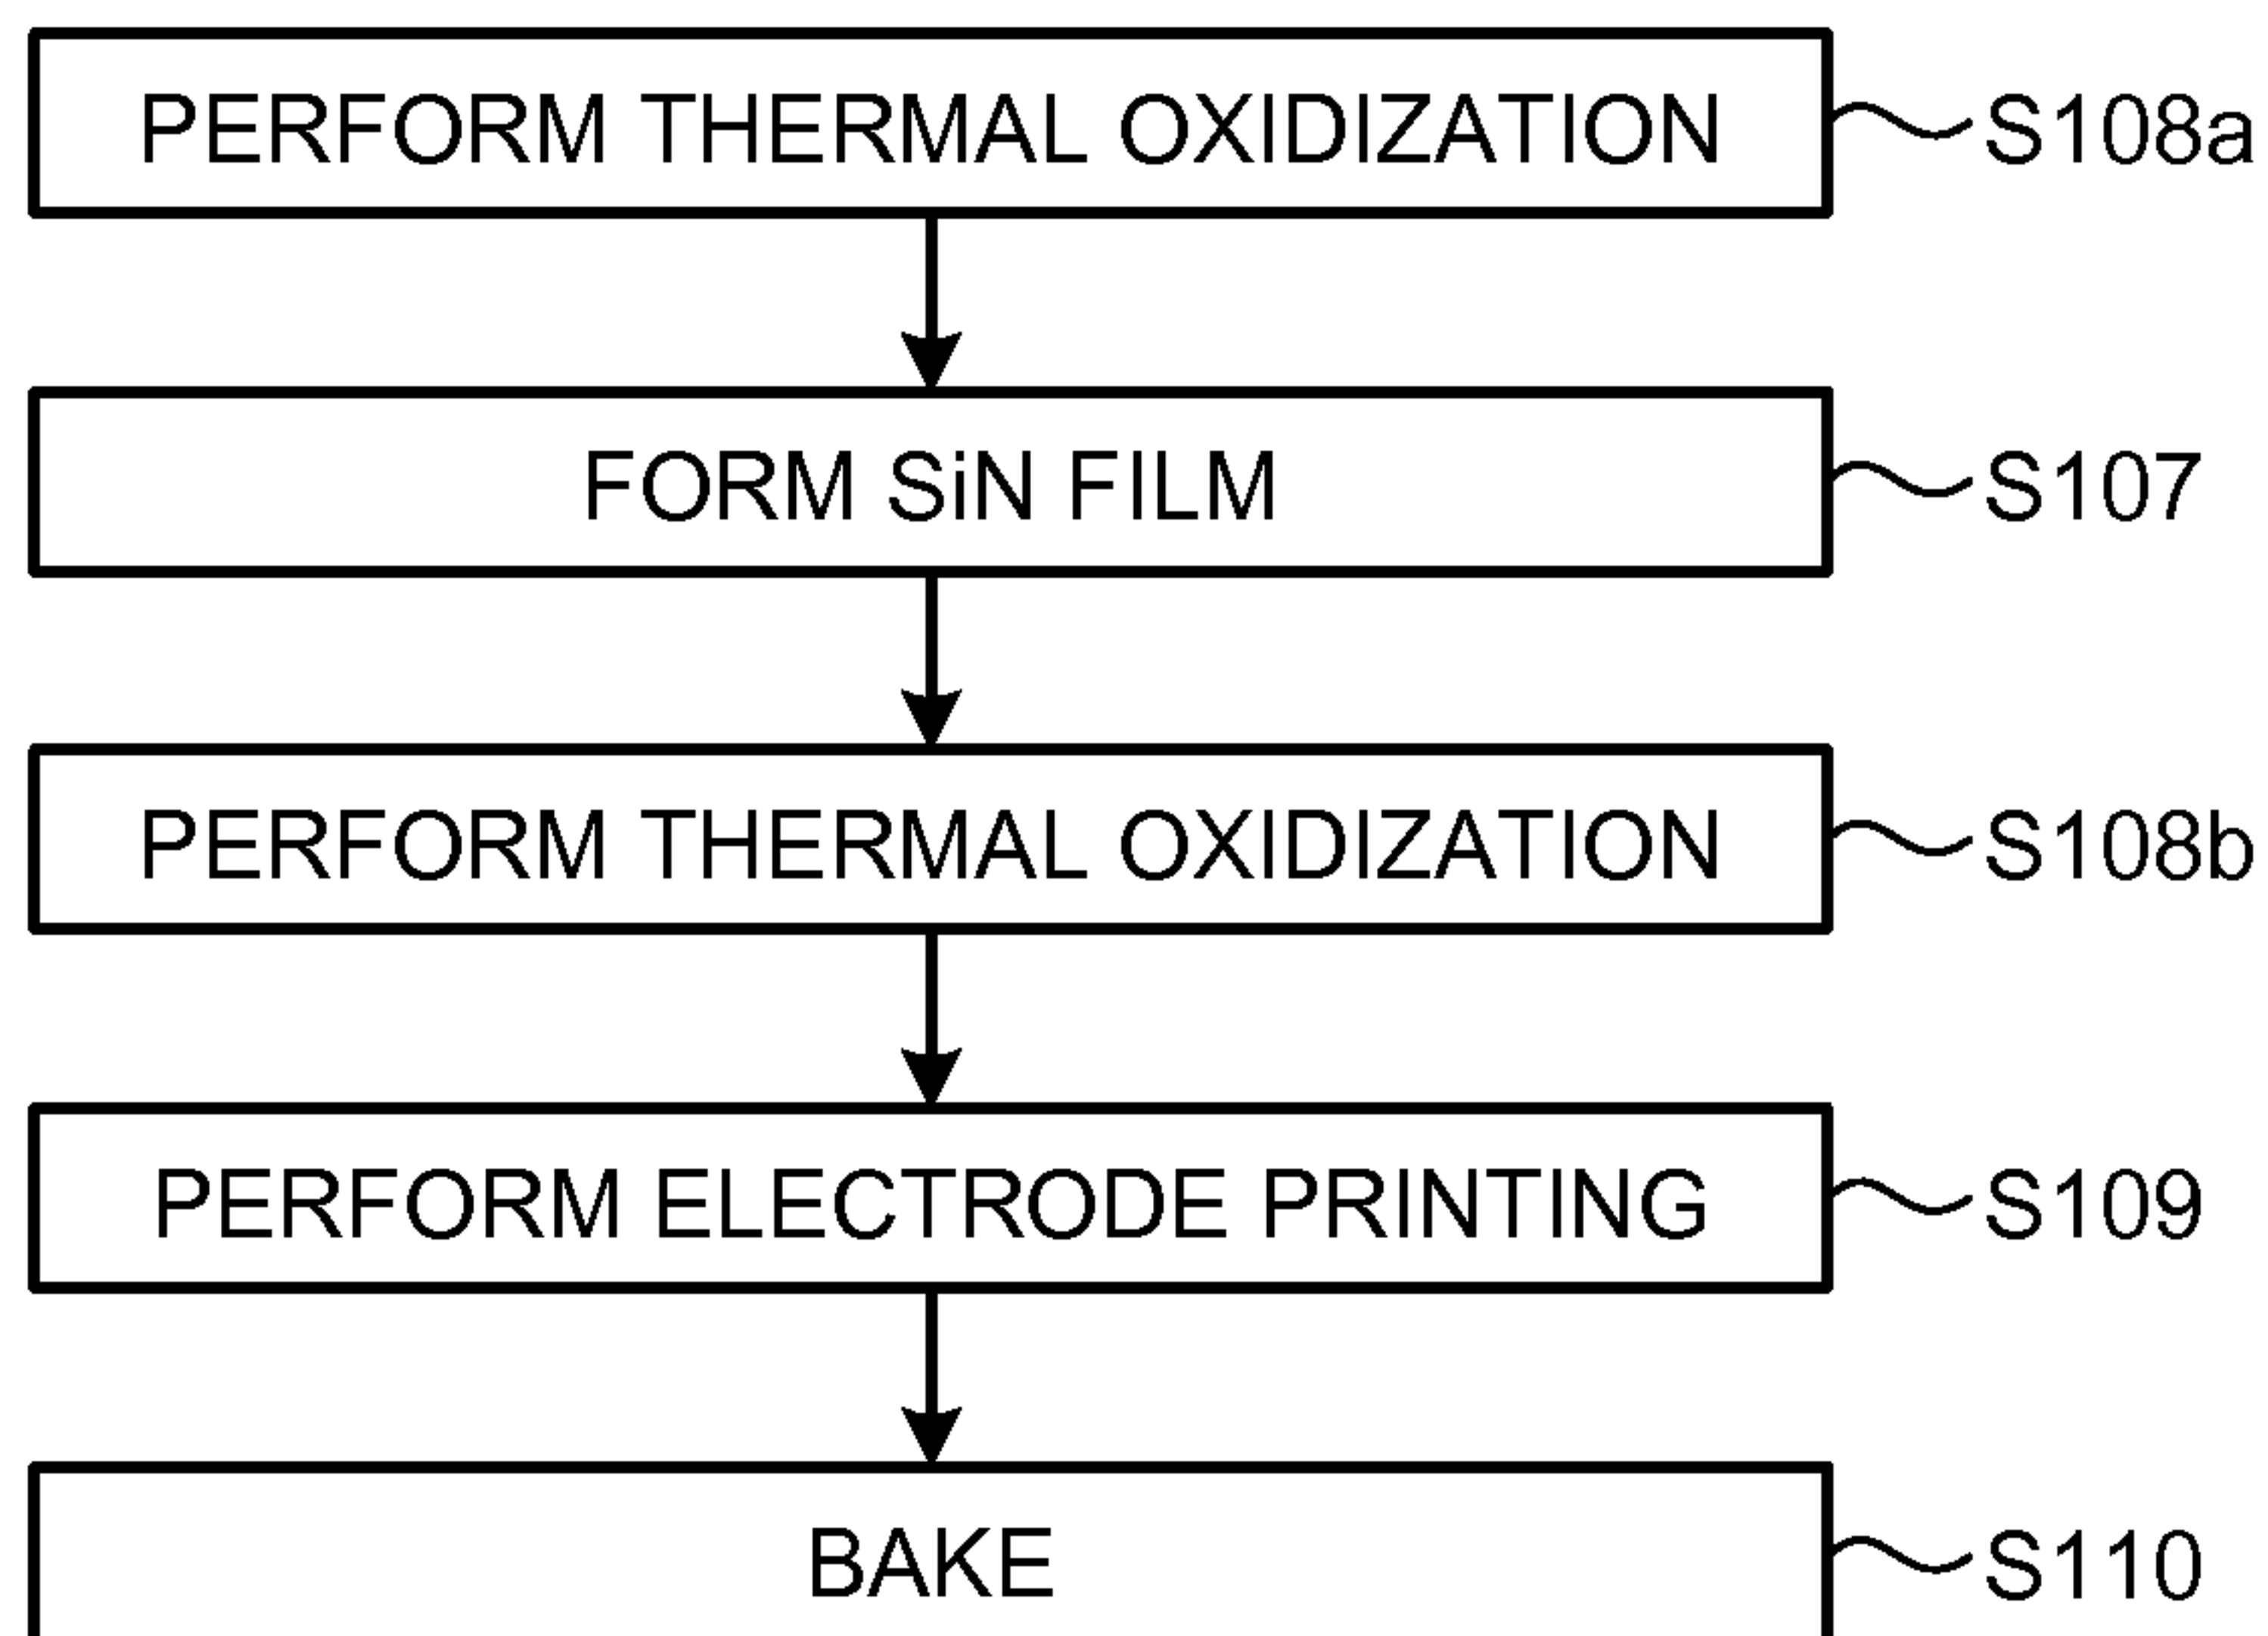 PERFORM THERMAL OXIDIZATION S108a
FORM SiN FILM S107
PERFORM THERMAL OXIDIZATION S108b
PERFORM ELECTRODE PRINTING S109
BAKE S110